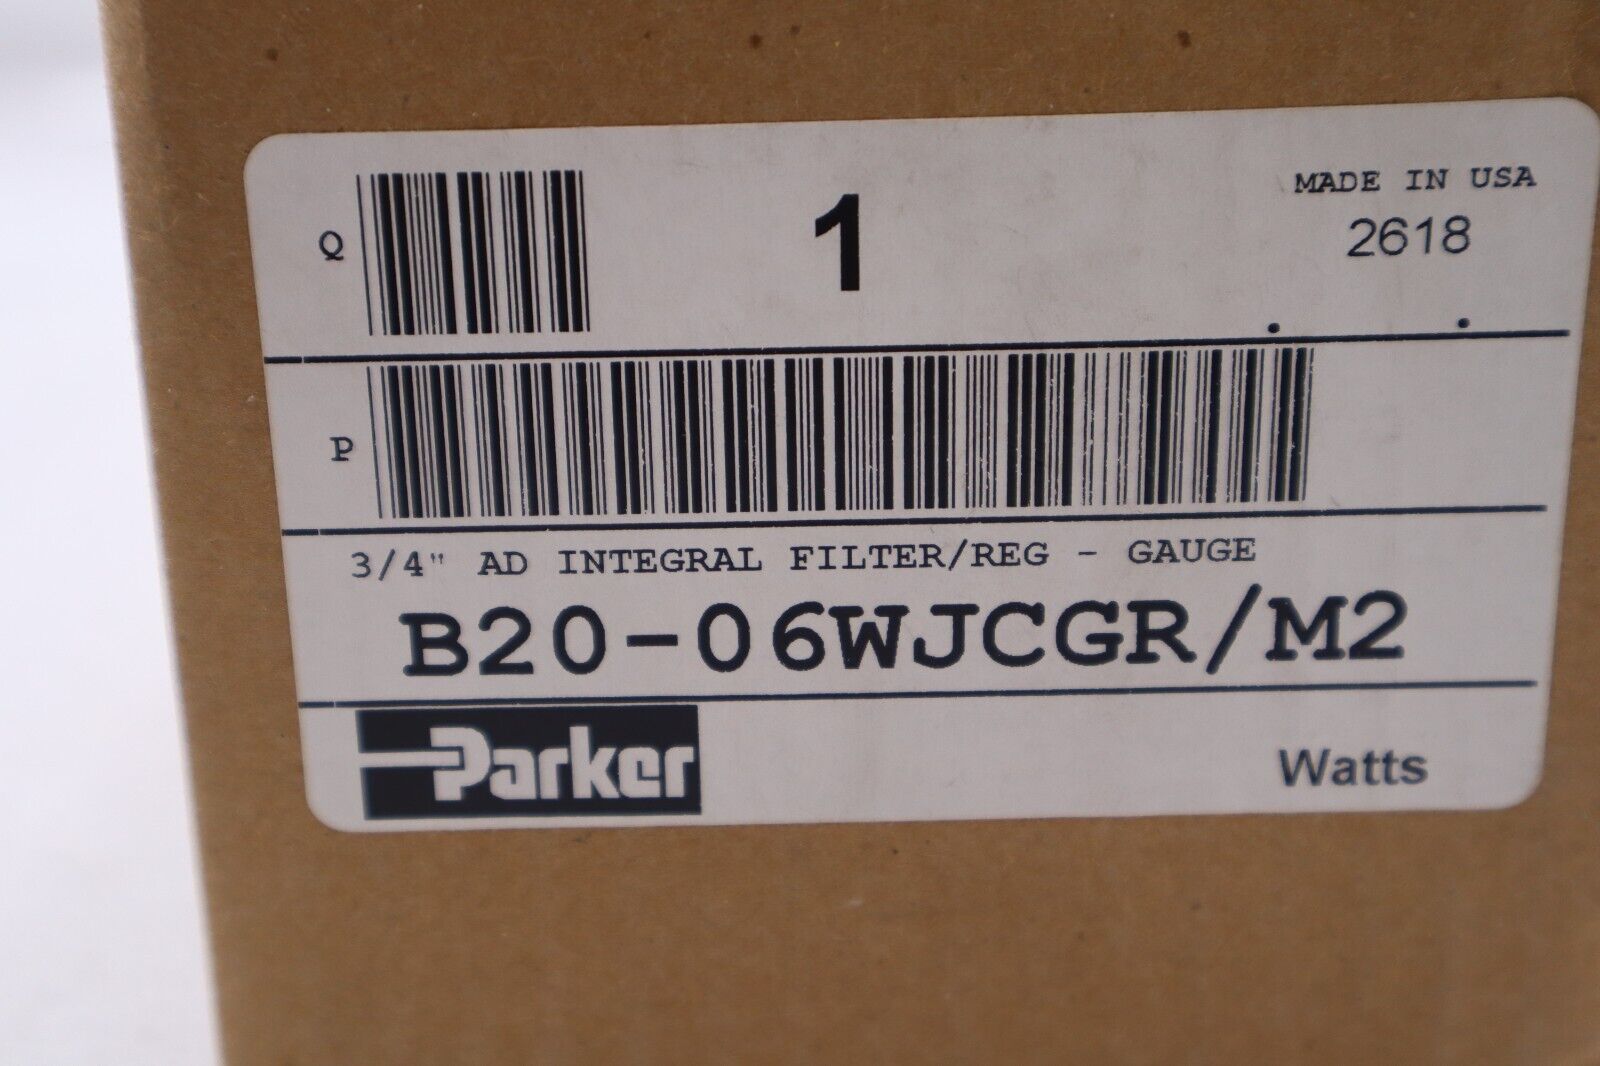 Q
1
MADE IN USA
2618
P
3/4" AD INTEGRAL FILTER/REG - GAUGE
B20-06WJCGR/M2
Parker
Watts